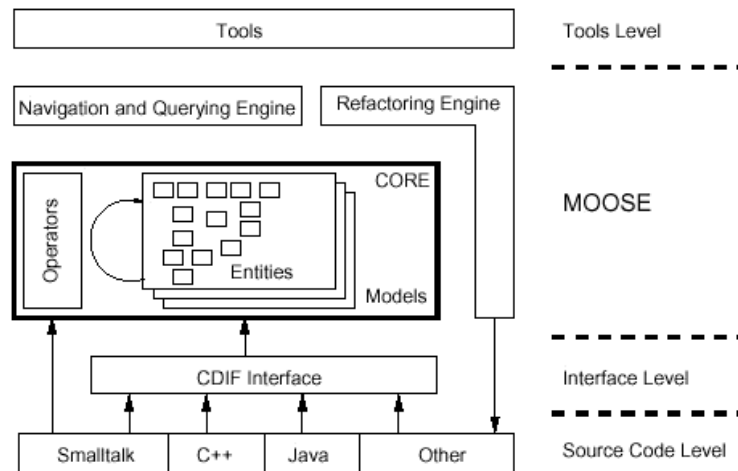 Tools
Tools Level
Navigation and Querying Engine
Refactoring Engine
MOOSE
CORE
Operators
Entities
Models
CDIF Interface
Interface Level
Smalltalk
C++
Java
Other
Source Code Level